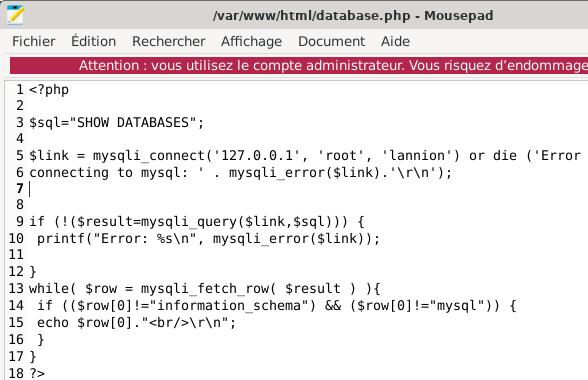 /var/www/html/database.php - Mousepad
Fichier Édition Rechercher Affichage Document Aide
Attention : vous utilisez le compte administrateur. Vous risquez d’endommage
1 <?php
2
3 $sql="SHOW DATABASES";
4
5 $link = mysqli_connect('127.0.0.1', 'root', 'lannion') or die ('Error
6 connecting to mysql: ' . mysqli_error($link).'\r\n');
7
8
9 if (!($result=mysqli_query($link,$sql))) {
10  printf("Error: %s\n", mysqli_error($link));
11
12 }
13 while( $row = mysqli_fetch_row( $result ) ){
14  if (($row[0]!="information_schema") && ($row[0]!="mysql")) {
15  echo $row[0]."<br/>\r\n";
16  }
17 }
18 ?>